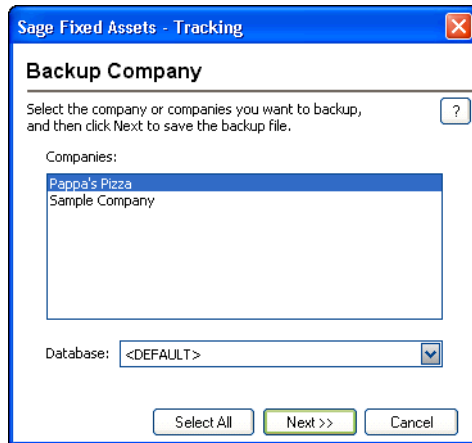 Sage Fixed Assets - Tracking
Backup Company
Select the company or companies you want to backup,
and then click Next to save the backup file.
?
Companies:
Pappa's Pizza
Sample Company
Database: <DEFAULT>
Select All Next >> Cancel